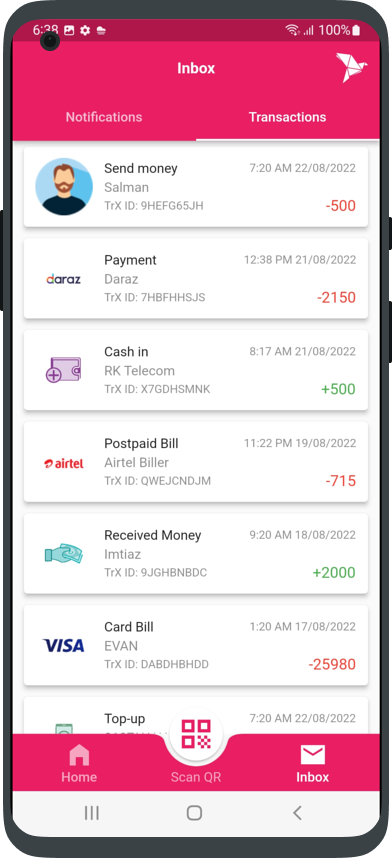 6:38 100%
Inbox
Notifications Transactions
Send money 7:20 AM 22/08/2022
Salman
TrX ID: 9HEFG65JH -500
Payment 12:38 PM 21/08/2022
daraz Daraz
TrX ID: 7HBFHHSJS -2150
Cash in 8:17 AM 21/08/2022
RK Telecom
TrX ID: X7GDHSMNK +500
Postpaid Bill 11:22 PM 19/08/2022
airtel Airtel Biller
TrX ID: QWEJCNDJM -715
Received Money 9:20 AM 18/08/2022
Imtiaz
TrX ID: 9JGHBNBDC +2000
Card Bill 1:20 AM 17/08/2022
VISA EVAN
TrX ID: DABDHBHDD -25980
Top-up 7:20 AM 22/08/2022
Home Scan QR Inbox